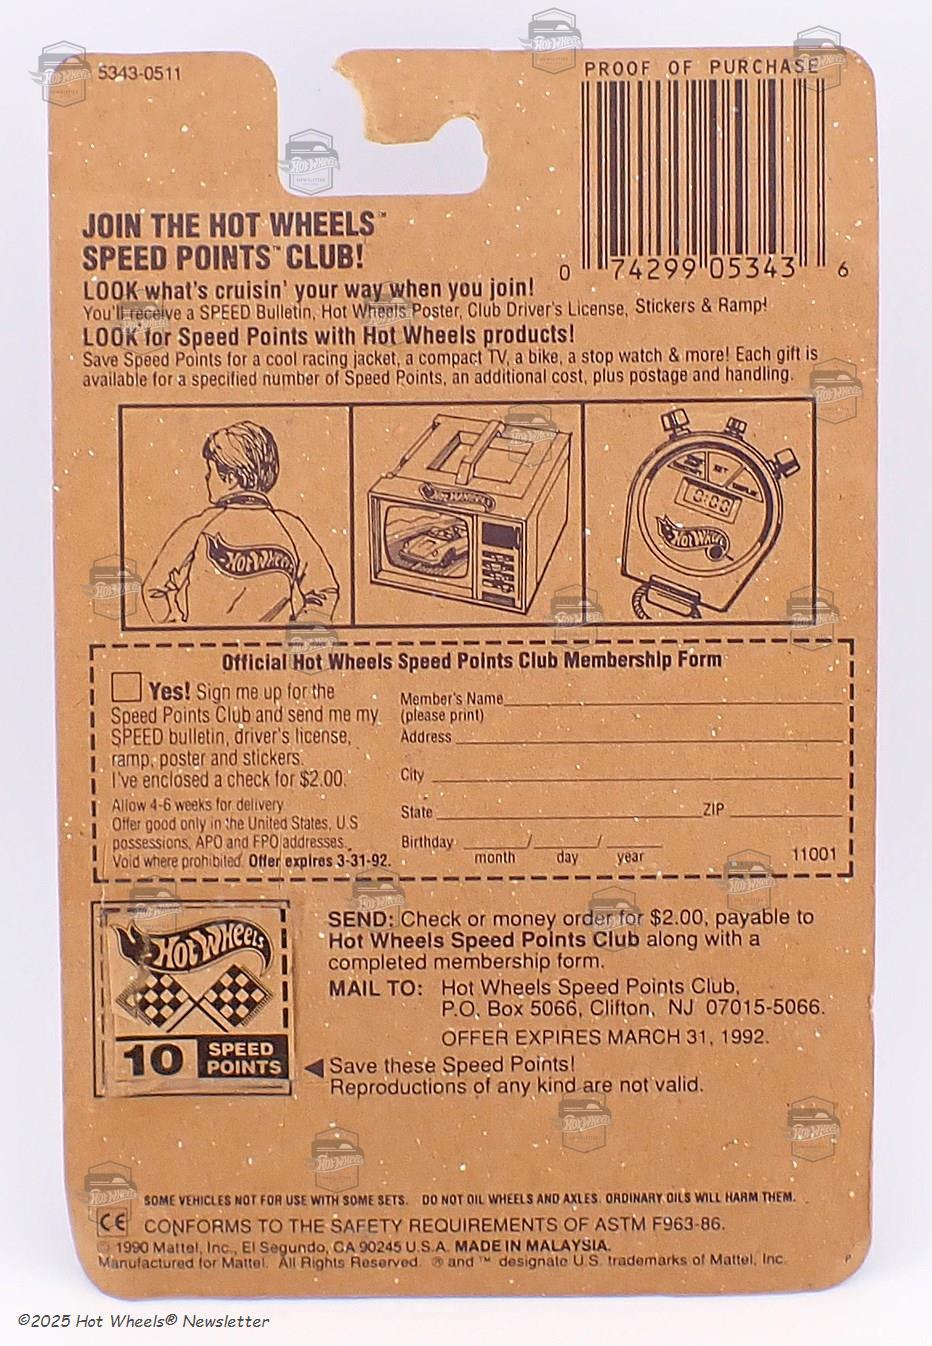 5343-0511
PROOF OF PURCHASE
0 74299 05343 6
JOIN THE HOT WHEELS™
SPEED POINTS™ CLUB!
LOOK what's cruisin' your way when you join!
You'll receive a SPEED Bulletin, Hot Wheels Poster, Club Driver's License, Stickers & Ramp!
LOOK for Speed Points with Hot Wheels products!
Save Speed Points for a cool racing jacket, a compact TV, a bike, a stop watch & more! Each gift is
available for a specified number of Speed Points, an additional cost, plus postage and handling.
HOT WHEELS
HOT WHEELS
SET
0:00
HOT WHEELS
Official Hot Wheels Speed Points Club Membership Form
Yes! Sign me up for the
Speed Points Club and send me my
SPEED bulletin, driver's license,
ramp, poster and stickers.
I've enclosed a check for $2.00.
Allow 4-6 weeks for delivery.
Offer good only in the United States, U.S
possessions, APO and FPO addresses.
Void where prohibited. Offer expires 3-31-92.
Member's Name
(please print)
Address
City
State ZIP
Birthday / /
month day year
11001
HOT WHEELS
10 SPEED
POINTS
SEND: Check or money order for $2.00, payable to
Hot Wheels Speed Points Club along with a
completed membership form.
MAIL TO: Hot Wheels Speed Points Club,
P.O. Box 5066, Clifton, NJ 07015-5066.
OFFER EXPIRES MARCH 31, 1992.
Save these Speed Points!
Reproductions of any kind are not valid.
SOME VEHICLES NOT FOR USE WITH SOME SETS. DO NOT OIL WHEELS AND AXLES. ORDINARY OILS WILL HARM THEM.
CE CONFORMS TO THE SAFETY REQUIREMENTS OF ASTM F963-86.
© 1990 Mattel, Inc., El Segundo, CA 90245 U.S.A. MADE IN MALAYSIA.
Manufactured for Mattel. All Rights Reserved. ® and ™ designate U.S. trademarks of Mattel, Inc. P
©2025 Hot Wheels® Newsletter